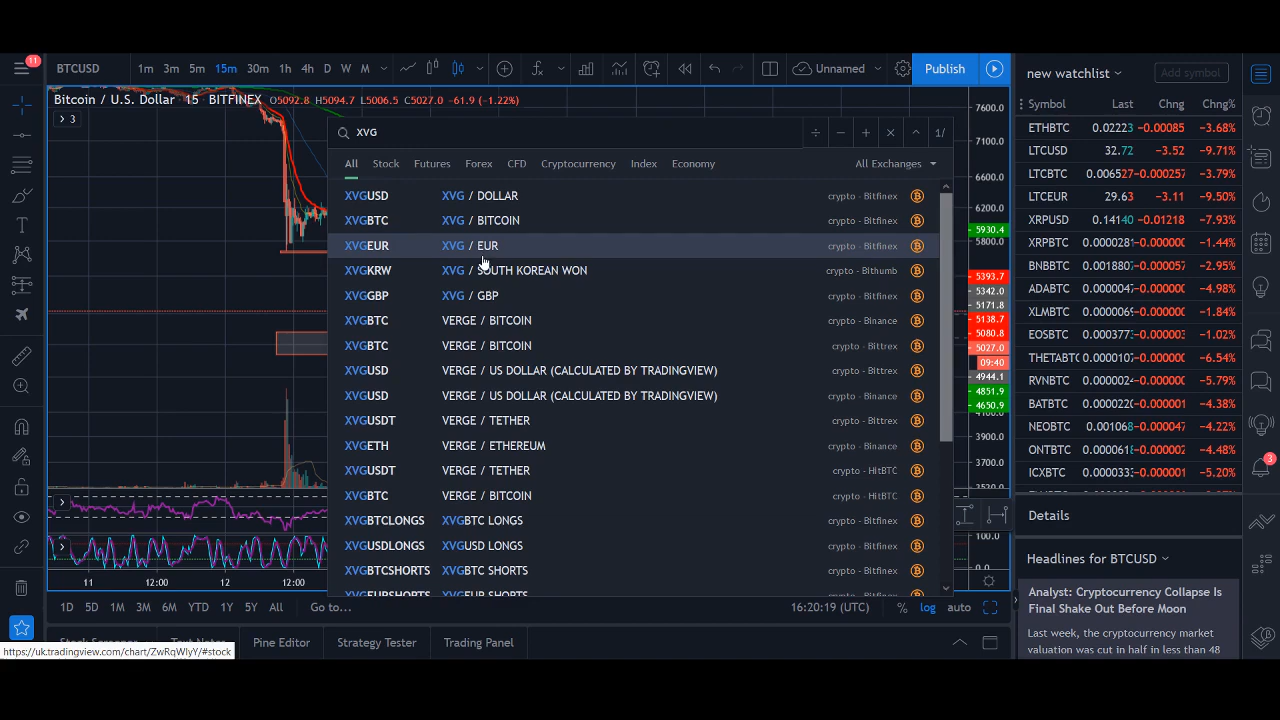 11
BTCUSD 1m 3m 5m 15m 30m 1h 4h D W M Unnamed Publish
new watchlist Add symbol
Bitcoin / U.S. Dollar 15 BITFINEX O5092.8 H5094.7 L5006.5 C5027.0 -61.9 (-1.22%)
3
XVG 1/
All Stock Futures Forex CFD Cryptocurrency Index Economy All Exchanges
XVGUSD XVG / DOLLAR crypto - Bitfinex
XVGBTC XVG / BITCOIN crypto - Bitfinex
XVGEUR XVG / EUR crypto - Bitfinex
XVGKRW XVG / SOUTH KOREAN WON crypto - Bithumb
XVGGBP XVG / GBP crypto - Bitfinex
XVGBTC VERGE / BITCOIN crypto - Binance
XVGBTC VERGE / BITCOIN crypto - Bittrex
XVGUSD VERGE / US DOLLAR (CALCULATED BY TRADINGVIEW) crypto - Bittrex
XVGUSD VERGE / US DOLLAR (CALCULATED BY TRADINGVIEW) crypto - Binance
XVGUSDT VERGE / TETHER crypto - Bittrex
XVGETH VERGE / ETHEREUM crypto - Binance
XVGUSDT VERGE / TETHER crypto - HitBTC
XVGBTC VERGE / BITCOIN crypto - HitBTC
XVGBTCLONGS XVGBTC LONGS crypto - Bitfinex
XVGUSDLONGS XVGUSD LONGS crypto - Bitfinex
XVGBTCSHORTS XVGBTC SHORTS crypto - Bitfinex
7600.0
7100.0
6600.0
6200.0
5930.4
5800.0
5393.7
5342.0
5171.8
5138.7
5080.8
5027.0
09:40
4944.1
4851.9
4650.9
3900.0
3700.0
100.0
Symbol Last Chng Chng%
ETHBTC 0.02223 -0.00085 -3.68%
LTCUSD 32.72 -3.52 -9.71%
LTCBTC 0.006527 -3.79%
LTCEUR 29.63 -3.11 -9.50%
XRPUSD 0.14140 -0.01218 -7.93%
XRPBTC -1.44%
BNBBTC -2.95%
ADABTC -4.31%
XLMBTC -1.84%
EOSBTC -3.02%
THETABTC -6.54%
RVNBTC -5.79%
BATBTC -4.38%
NEOBTC -4.22%
ONTBTC -4.22%
ICXBTC -5.20%
3
11 12:00 12 12:00
1D 5D 1M 3M 6M YTD 1Y 5Y All Go to... 16:20:19 (UTC) % log auto
Pine Editor Strategy Tester Trading Panel
https://uk.tradingview.com/chart/ZwRqWlyY/#stock
Details
Headlines for BTCUSD
Analyst: Cryptocurrency Collapse Is
Final Shake Out Before Moon
Last week, the cryptocurrency market
valuation was cut in half in less than 48